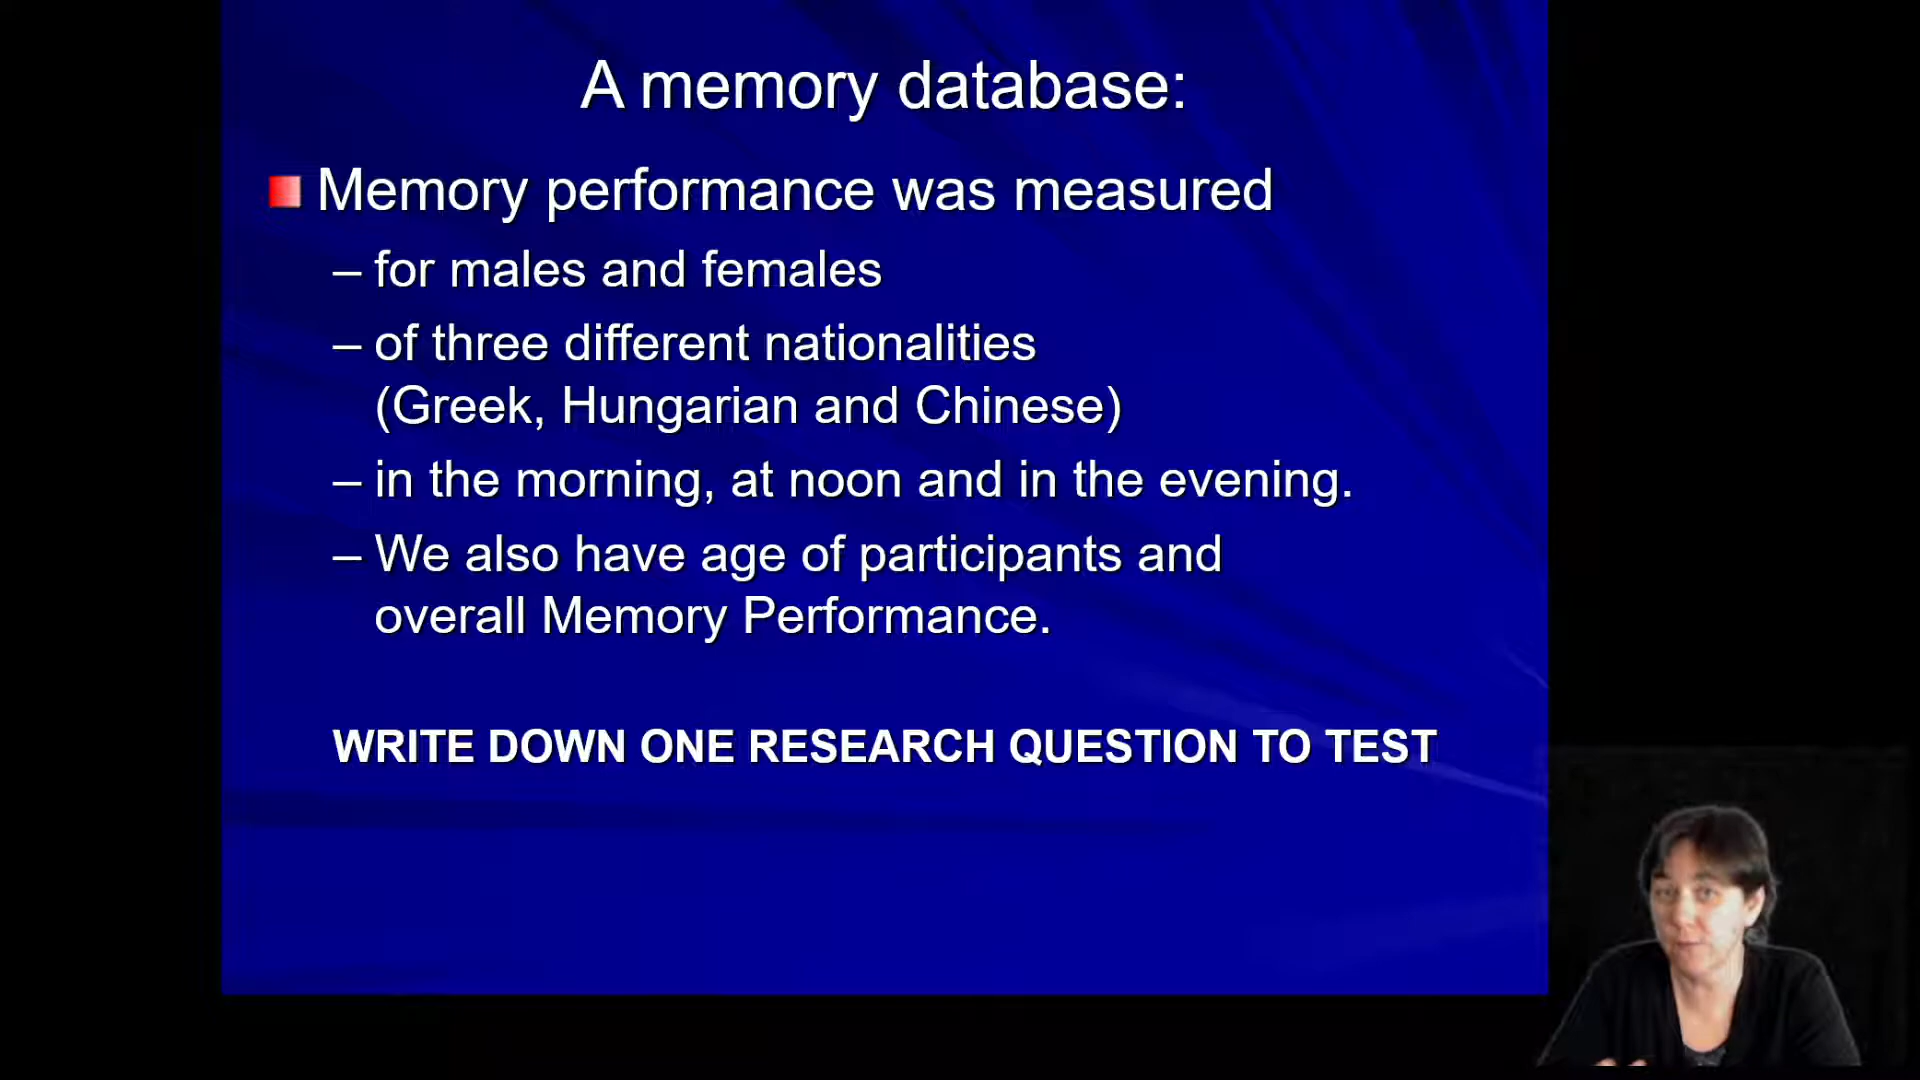 A memory database:
Memory performance was measured
– for males and females
– of three different nationalities
(Greek, Hungarian and Chinese)
– in the morning, at noon and in the evening.
– We also have age of participants and
overall Memory Performance.
WRITE DOWN ONE RESEARCH QUESTION TO TEST